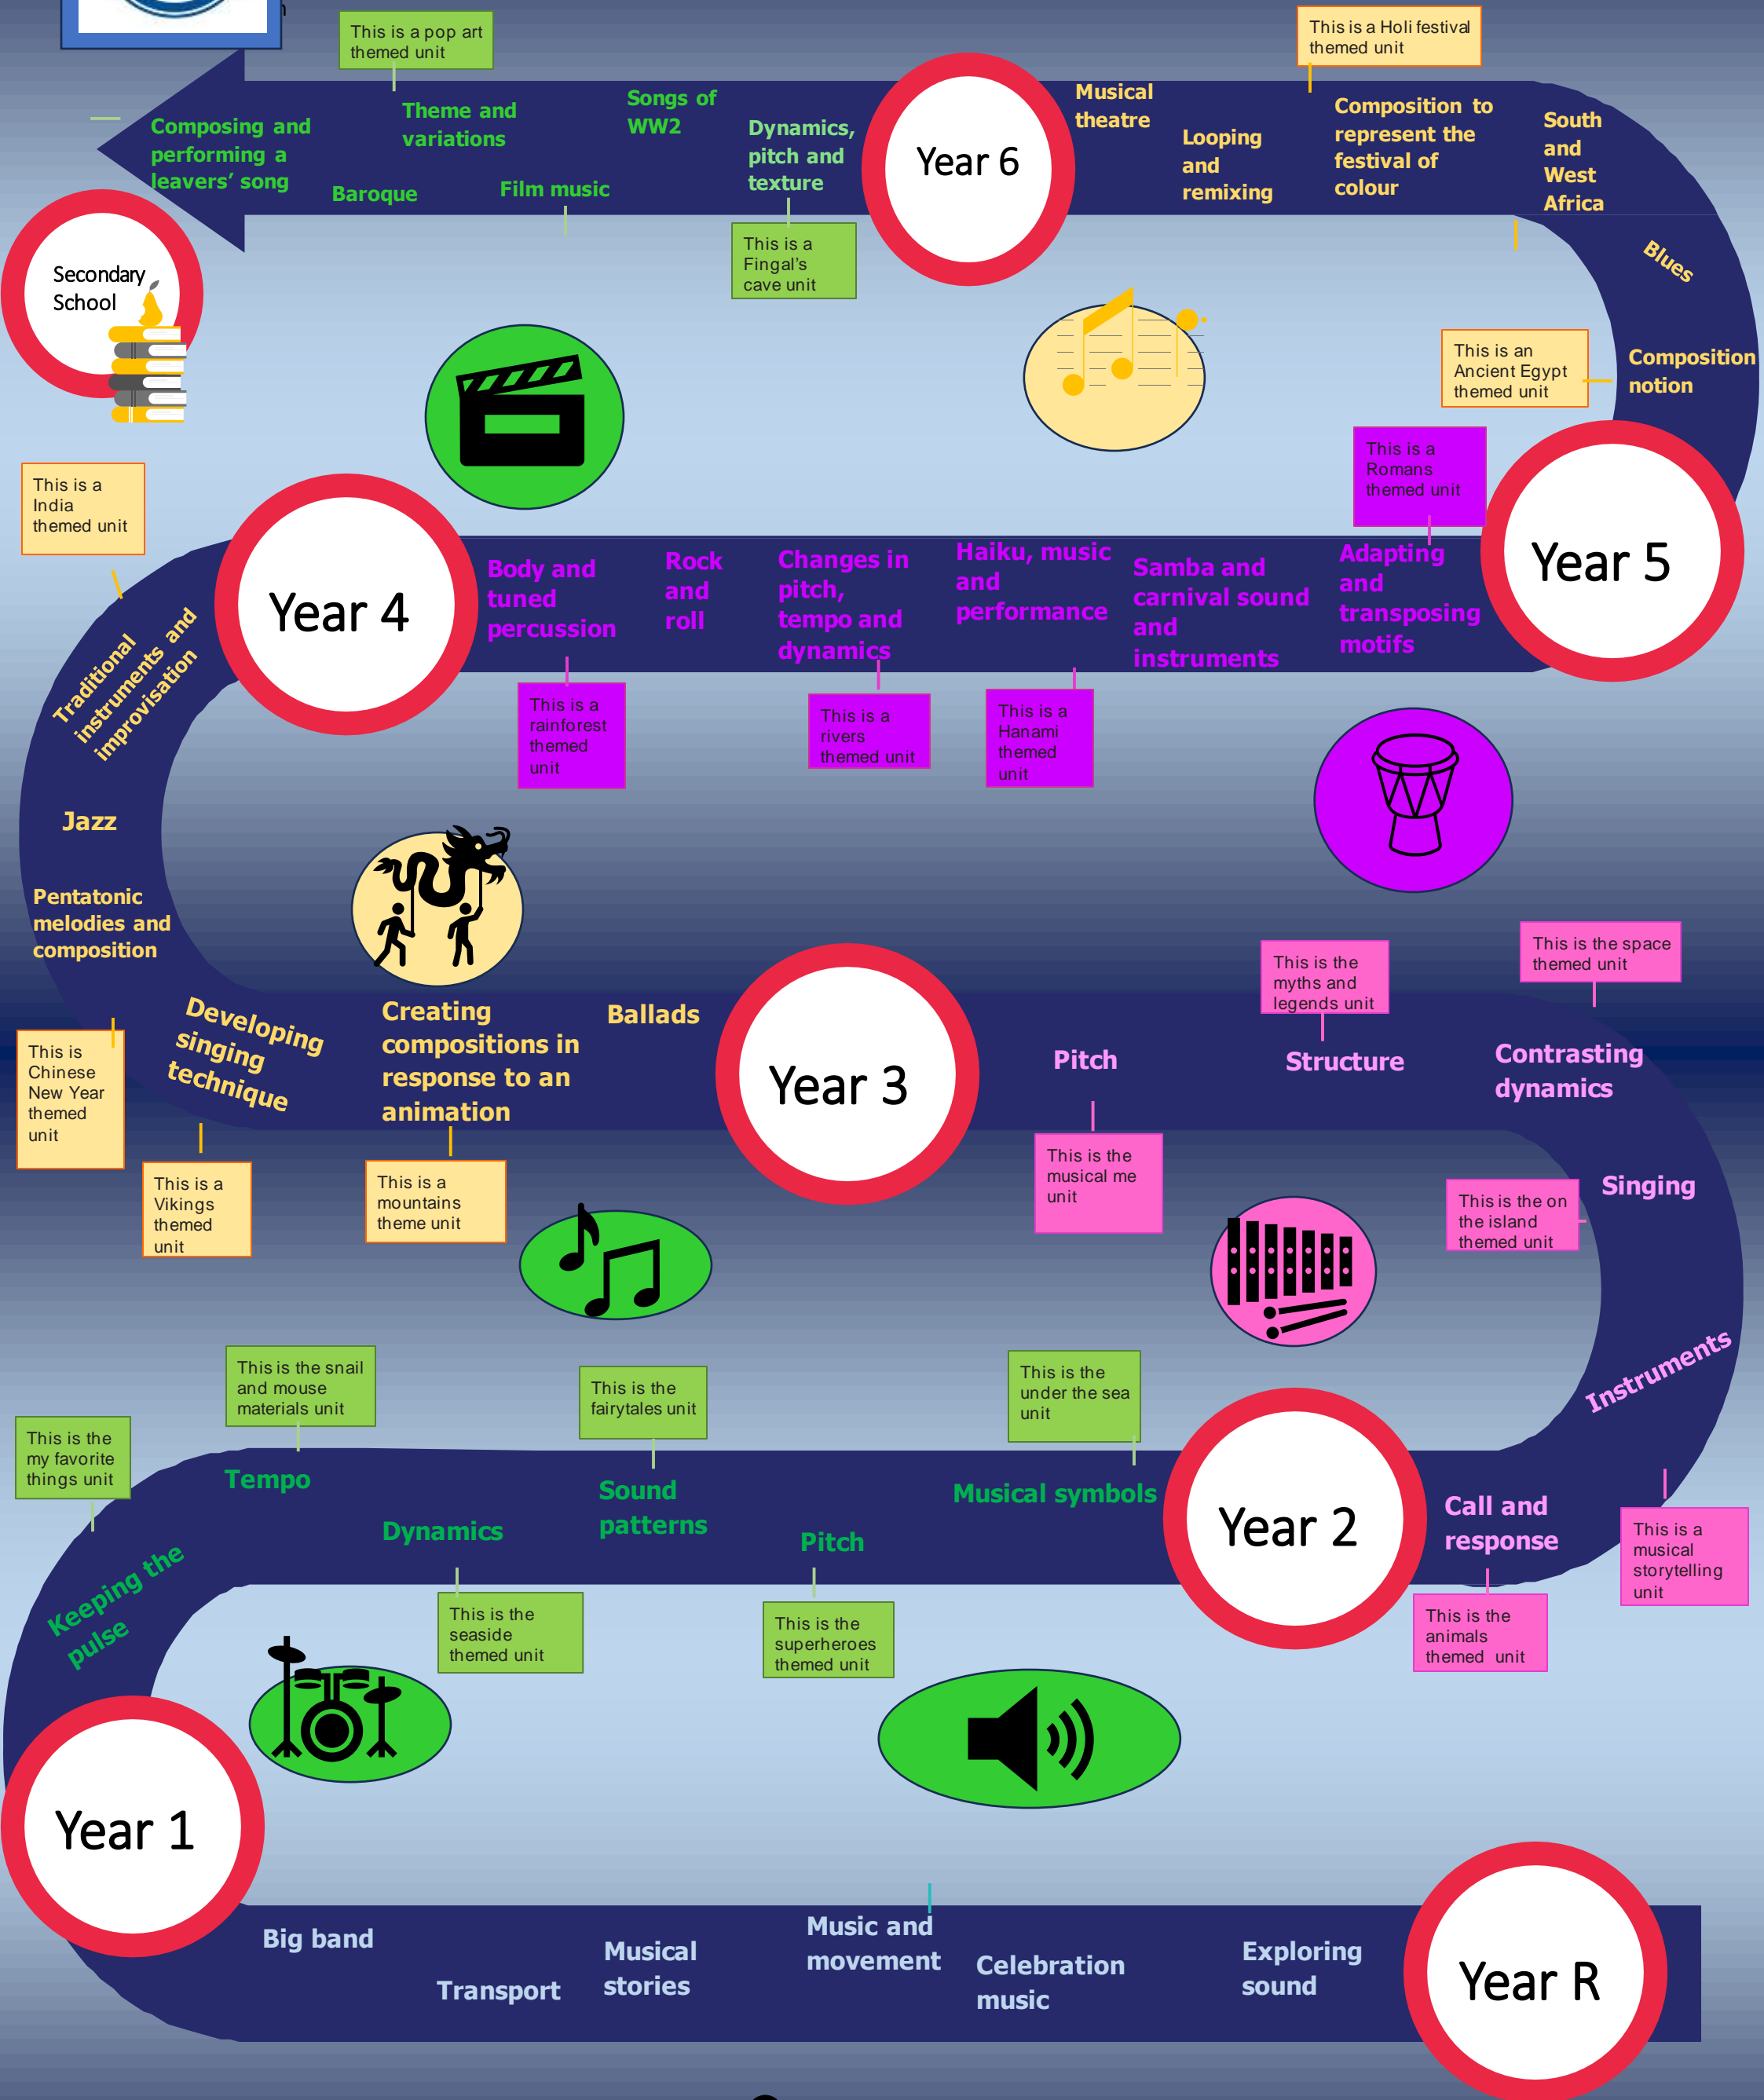 This is a pop art
themed unit
This is a Holi festival
themed unit
Composing and
performing a
leavers’ song
Theme and
variations
Baroque
Songs of
WW2
Film music
Dynamics,
pitch and
texture
This is a
Fingal's
cave unit
Year 6
Musical
theatre
Looping
and
remixing
Composition to
represent the
festival of
colour
South
and
West
Africa
Blues
Composition
notion
This is an
Ancient Egypt
themed unit
Secondary
School
This is a
Romans
themed unit
Year 5
This is a
India
themed unit
Year 4
Body and
tuned
percussion
Rock
and
roll
Changes in
pitch,
tempo and
dynamics
Haiku, music
and
performance
Samba and
carnival sound
and
instruments
Adapting
and
transposing
motifs
This is a
rainforest
themed
unit
This is a
rivers
themed unit
This is a
Hanami
themed
unit
Traditional
instruments and
improvisation
Jazz
Pentatonic
melodies and
composition
Developing
singing
technique
Creating
compositions in
response to an
animation
Ballads
Year 3
This is
Chinese
New Year
themed
unit
This is a
Vikings
themed
unit
This is a
mountains
theme unit
This is the
myths and
legends unit
This is the space
themed unit
Pitch
Structure
Contrasting
dynamics
This is the
musical me
unit
Singing
This is the on
the island
themed unit
Instruments
This is the snail
and mouse
materials unit
This is the
fairytales unit
This is the
under the sea
unit
This is the
my favorite
things unit
Keeping the
pulse
Tempo
Dynamics
Sound
patterns
Pitch
Musical symbols
Year 2
Call and
response
This is a
musical
storytelling
unit
This is the
animals
themed unit
This is the
seaside
themed unit
This is the
superheroes
themed unit
Year 1
Big band
Transport
Musical
stories
Music and
movement
Celebration
music
Exploring
sound
Year R